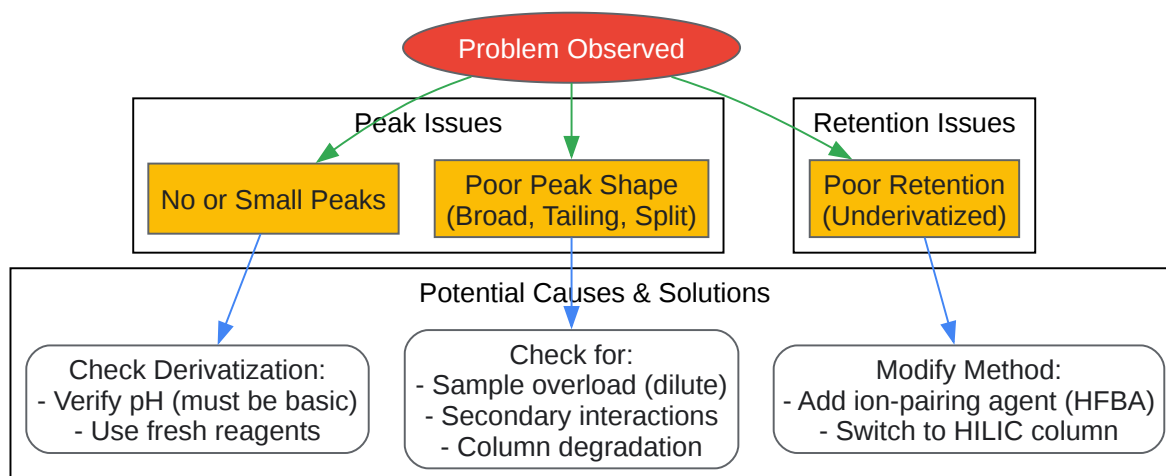 Problem Observed
Peak Issues
Retention Issues
No or Small Peaks
Poor Peak Shape
(Broad, Tailing, Split)
Poor Retention
(Underivatized)
Potential Causes & Solutions
Check Derivatization:
- Verify pH (must be basic)
- Use fresh reagents
Check for:
- Sample overload (dilute)
- Secondary interactions
- Column degradation
Modify Method:
- Add ion-pairing agent (HFBA)
- Switch to HILIC column